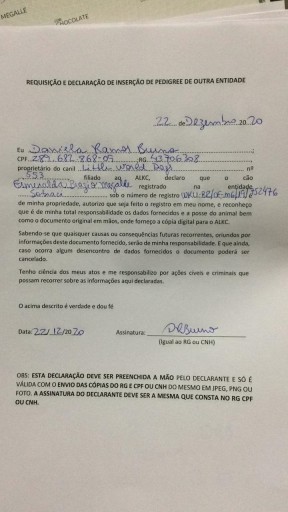 MEGALLE
CHOCOLATE
REQUISIÇÃO E DECLARAÇÃO DE INSERÇÃO DE PEDIGREE DE OUTRA ENTIDADE
22 de Dezembro 20 20
Eu Daniela Ramos Bueno
CPF 289.682.868-09 RG 43706308
proprietário do canil Little World Dogs nº
553 filiado ao ALKC, declaro que o cão
Esmeralda Megalle registrado na entidade
Sobraci sob o número de registro
de minha propriedade, autorizo que seja feito o registro em meu nome, e reconheço
que é de minha total responsabilidade os dados fornecidos e a posse do animal bem
como o documento original em mãos, onde forneço a cópia digital para o ALKC.
Sabendo-se que quaisquer causas ou consequências futuras recorrentes, oriundos por
informações deste documento fornecido, serão de minha responsabilidade. E que ainda,
caso ocorra algum desencontro de dados fornecidos o documento poderá ser
cancelado.
Tenho ciência dos meus atos e me responsabilizo por ações civeis e criminais que
possam recorrer sobre as informações aqui declaradas.
O acima descrito é verdade e dou fé
Data: 22/12/2020 Assinatura: DRBueno
(Igual ao RG ou CNH)
OBS: ESTA DECLARAÇÃO DEVE SER PREENCHIDA A MÃO PELO DECLARANTE E SÓ É
VÁLIDA COM O ENVIO DAS CÓPIAS DO RG E CPF OU CNH DO MESMO EM JPEG, PNG OU
FOTO. A ASSINATURA DO DECLARANTE DEVE SER A MESMA QUE CONSTA NO RG CPF
OU CNH.